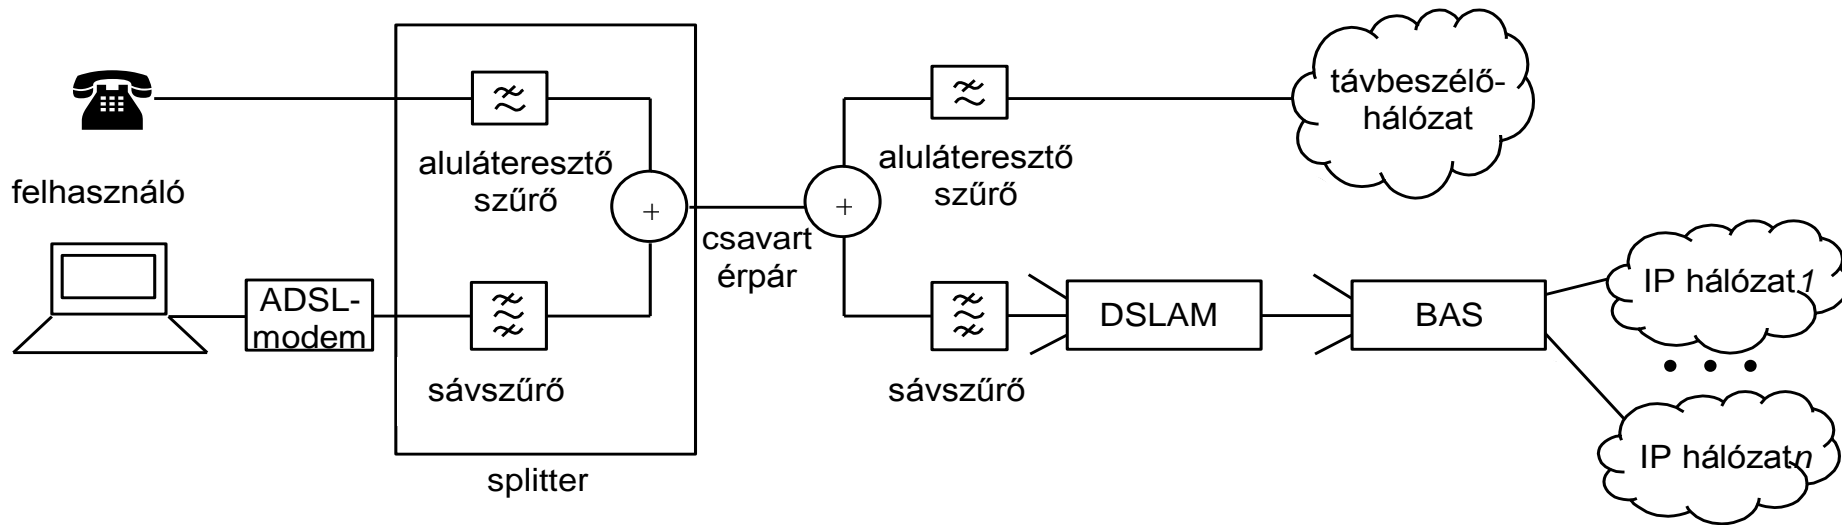 felhasználó
ADSL-
modem
aluláteresztő
szűrő
+
sávszűrő
splitter
csavart
érpár
+
aluláteresztő
szűrő
sávszűrő
távbeszélő-
hálózat
DSLAM
BAS
IP hálózat 1
IP hálózat n